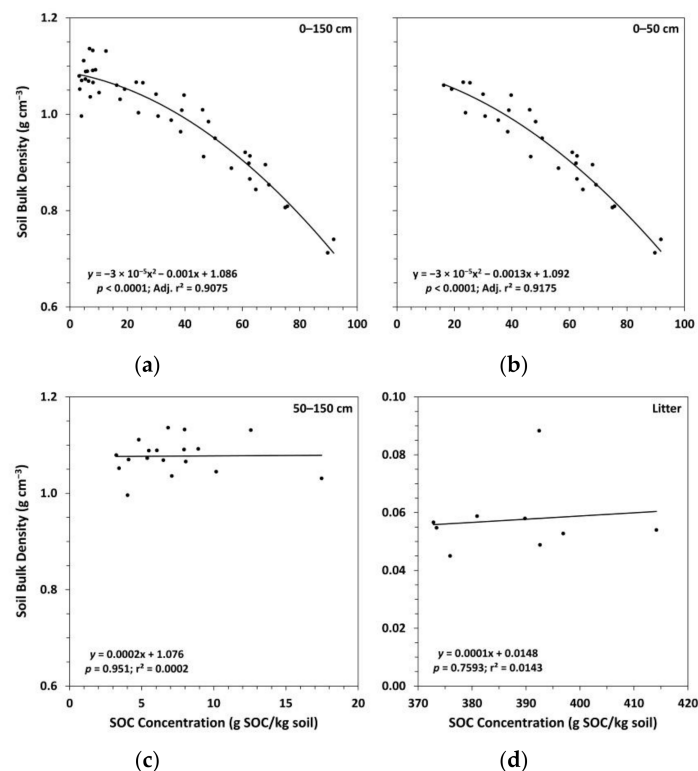 1.2
1.0
0.8
0.6
Soil Bulk Density (g cm⁻³)
0–150 cm
y = −3 × 10⁻⁵x² − 0.001x + 1.086
p < 0.0001; Adj. r² = 0.9075
0 20 40 60 80 100
(a)
0–50 cm
y = −3 × 10⁻⁵x² − 0.0013x + 1.092
p < 0.0001; Adj. r² = 0.9175
0 20 40 60 80 100
(b)
1.2
1.0
0.8
0.6
Soil Bulk Density (g cm⁻³)
50–150 cm
y = 0.0002x + 1.076
p = 0.951; r² = 0.0002
0 5 10 15 20
SOC Concentration (g SOC/kg soil)
(c)
0.10
0.08
0.06
0.04
0.02
0.00
Litter
y = 0.0001x + 0.0148
p = 0.7593; r² = 0.0143
370 380 390 400 410 420
SOC Concentration (g SOC/kg soil)
(d)